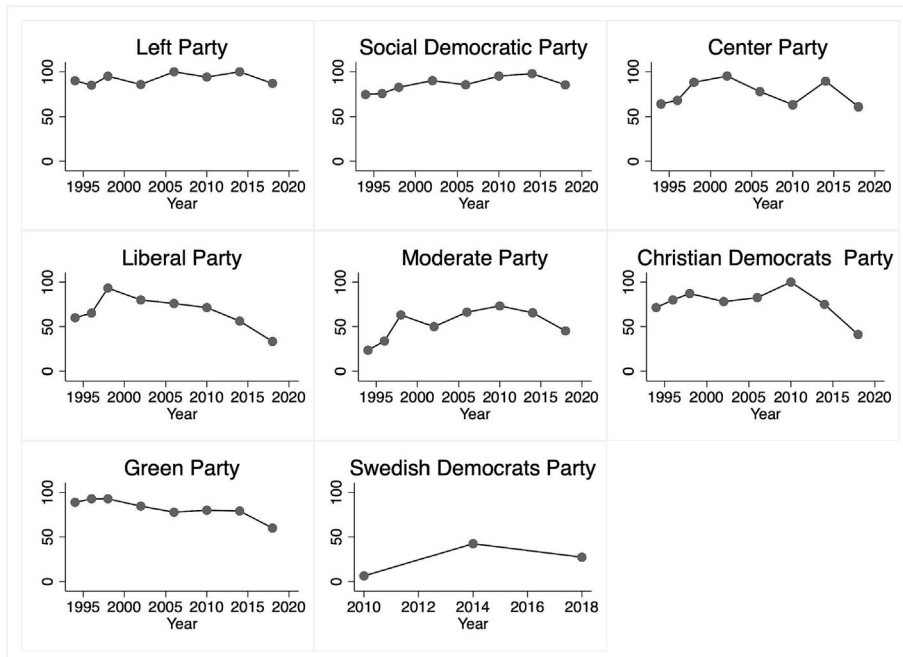 Left Party
100
50
0
1995 2000 2005 2010 2015 2020
Year
Social Democratic Party
100
50
0
1995 2000 2005 2010 2015 2020
Year
Center Party
100
50
0
1995 2000 2005 2010 2015 2020
Year
Liberal Party
100
50
0
1995 2000 2005 2010 2015 2020
Year
Moderate Party
100
50
0
1995 2000 2005 2010 2015 2020
Year
Christian Democrats Party
100
50
0
1995 2000 2005 2010 2015 2020
Year
Green Party
100
50
0
1995 2000 2005 2010 2015 2020
Year
Swedish Democrats Party
100
50
0
2010 2012 2014 2016 2018
Year